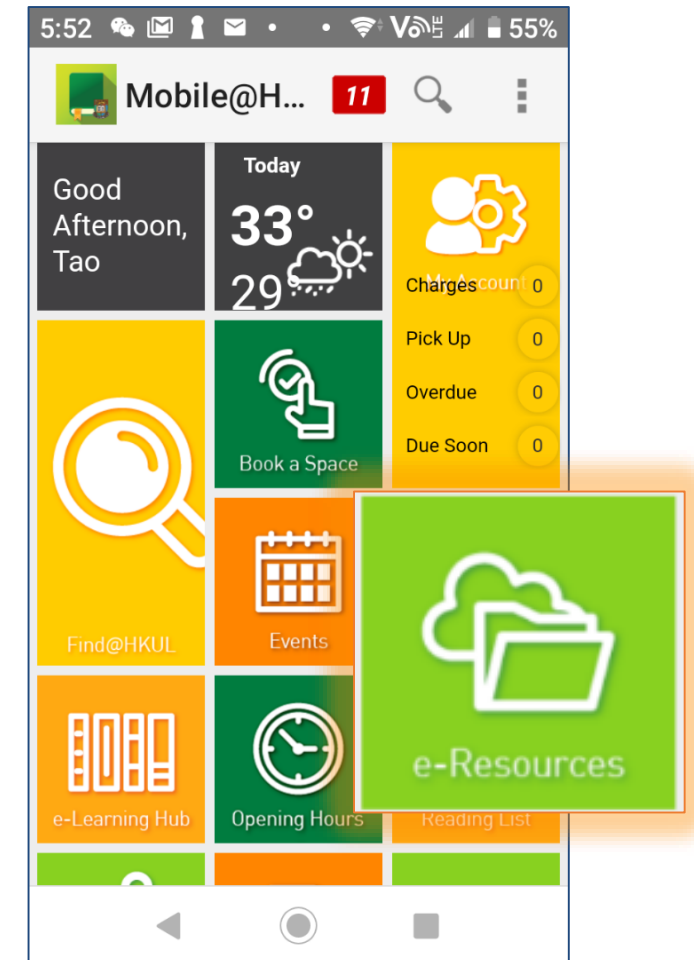 5:52
LTE
55%
Mobile@H...
11
Good
Afternoon,
Tao
Today
33°
29°
My Account
Charges 0
Pick Up 0
Overdue 0
Due Soon 0
Book a Space
Find@HKUL
Events
e-Resources
e-Learning Hub
Opening Hours
Reading List